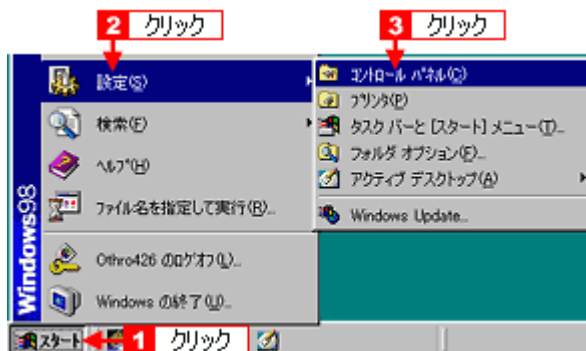 2 クリック
3 クリック
設定(S)
検索(F)
ヘルプ(H)
ファイル名を指定して実行(R)...
Othro426 のログオフ(L)...
Windows の終了(U)...
Windows98
コントロール パネル(C)
プリンタ(P)
タスク バーと [スタート] メニュー(T)...
フォルダ オプション(F)...
アクティブ デスクトップ(A)
Windows Update...
スタート
1 クリック